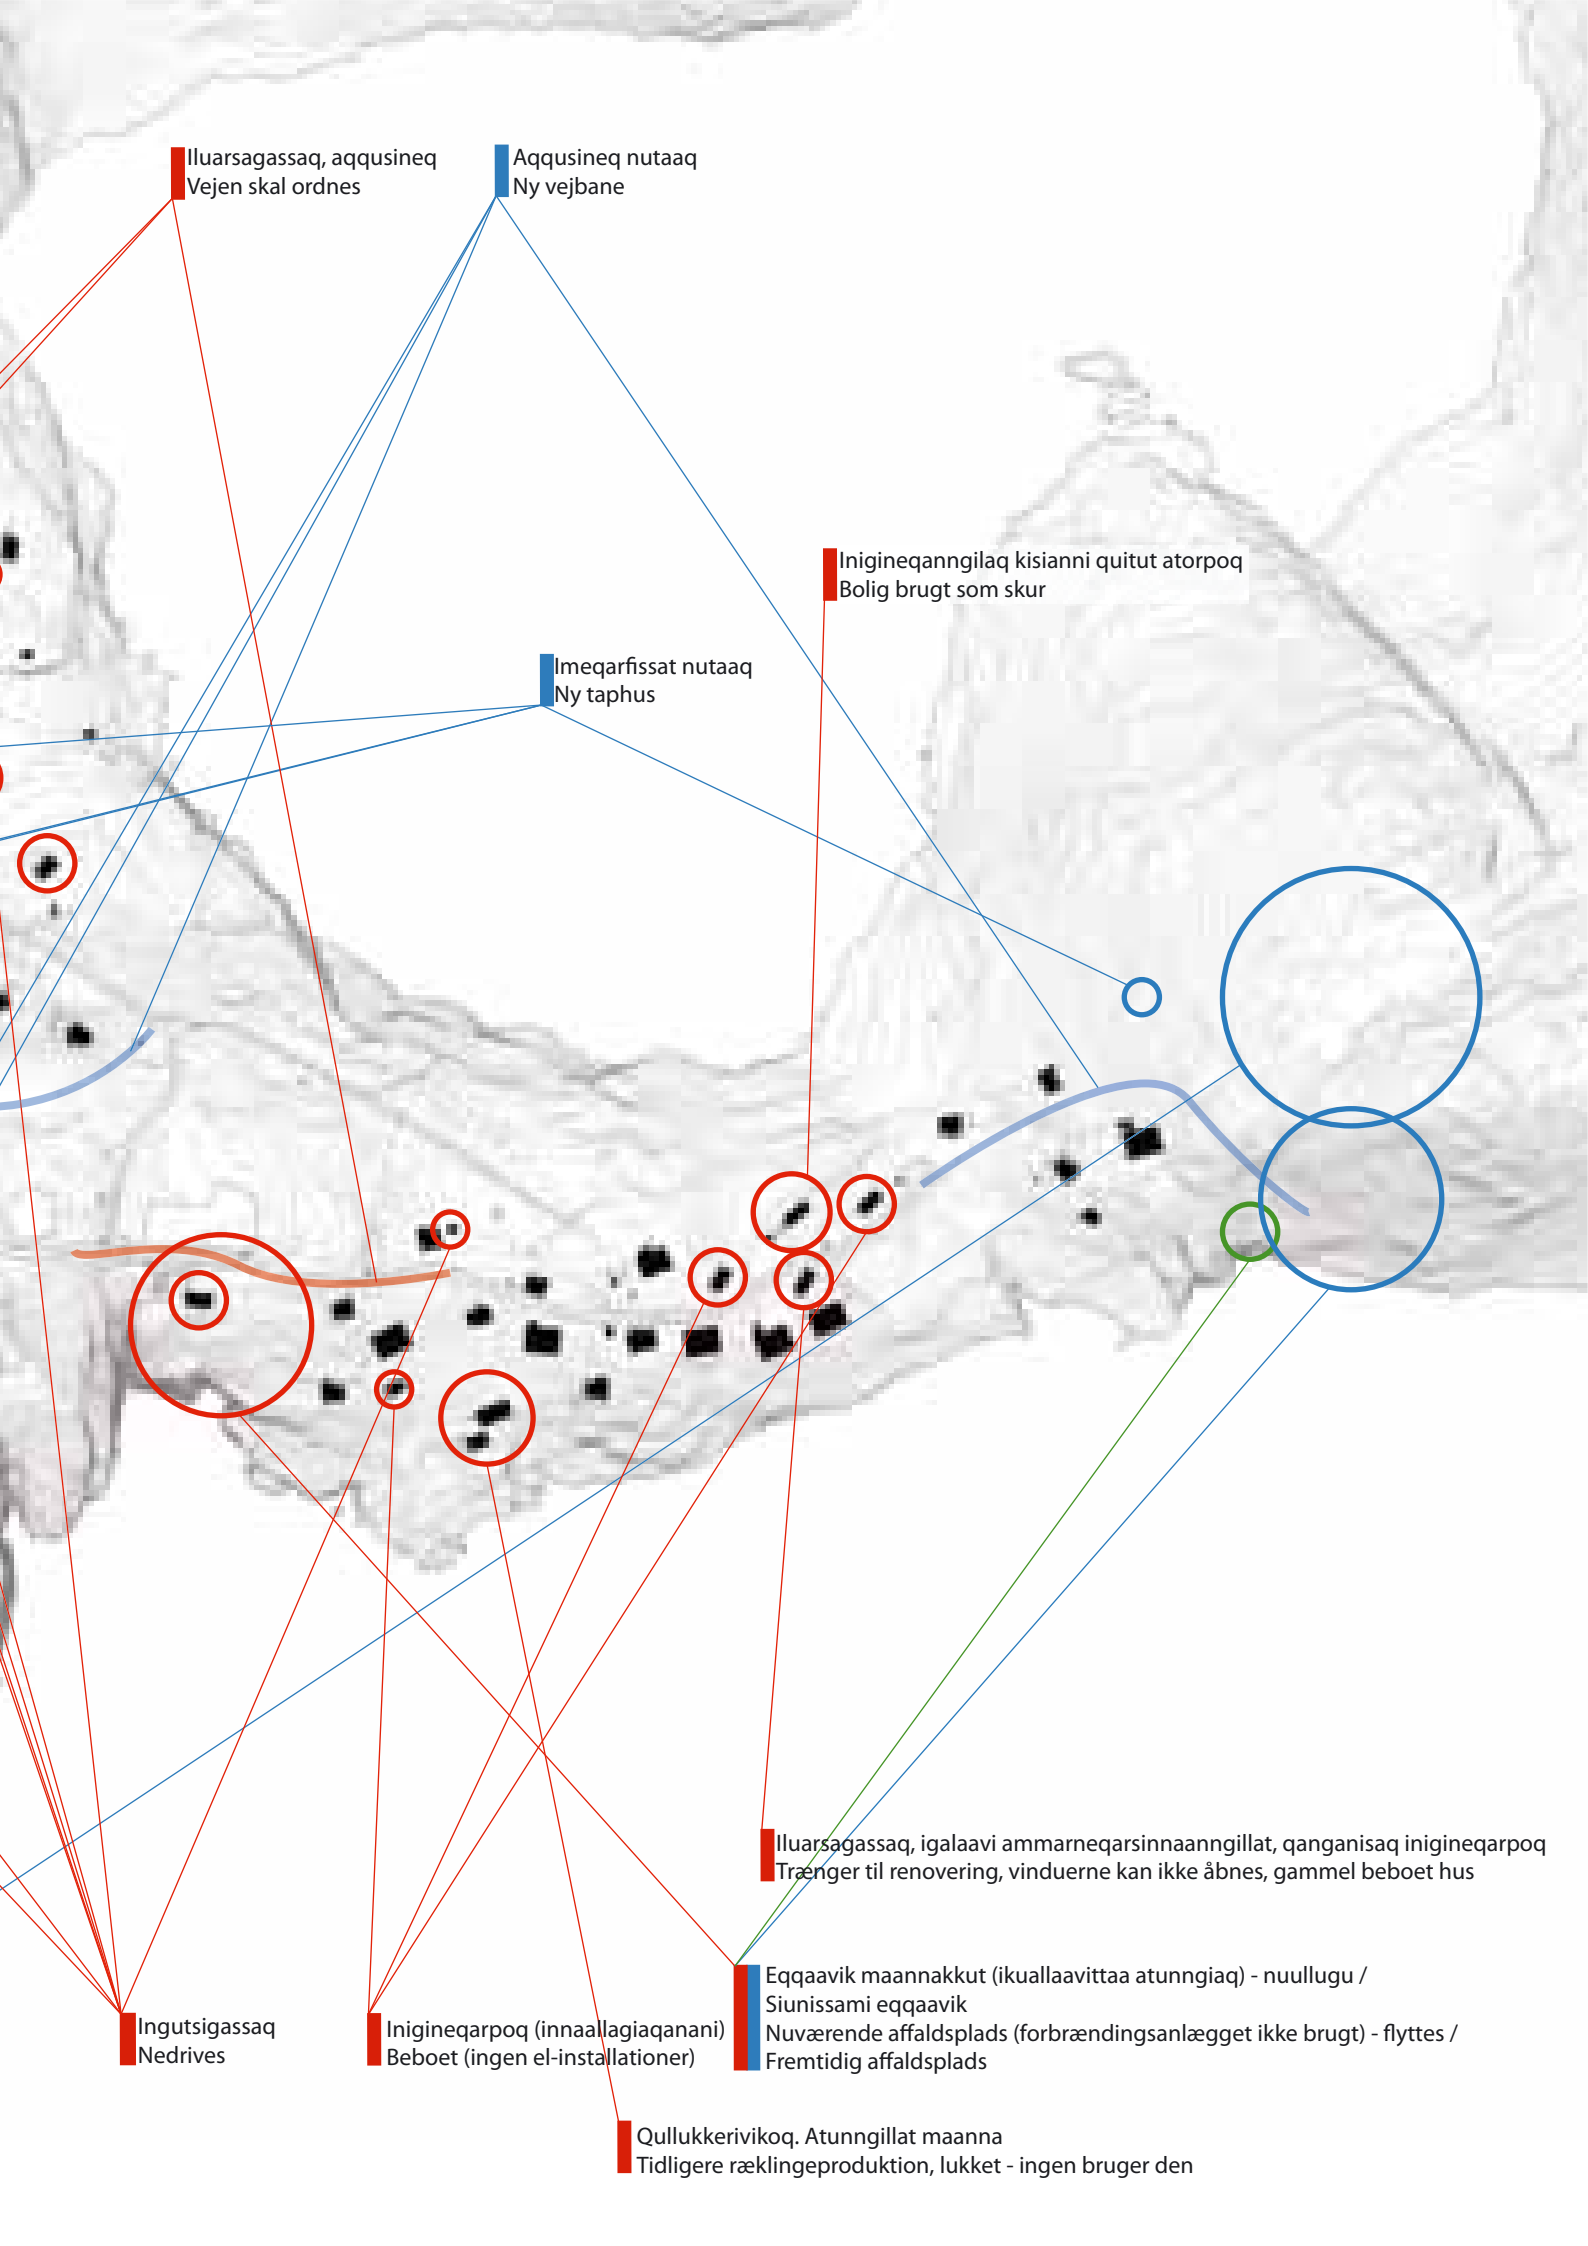 Iluarsagassaq, aqqusineq
Vejen skal ordnes
Aqqusineq nutaaq
Ny vejbane
Inigineqanngilaq kisianni quitut atorpoq
Bolig brugt som skur
Imeqarfissat nutaaq
Ny taphus
Iluarsagassaq, igalaavi ammarneqarsinnaanngillat, qanganisaq inigineqarpoq
Trænger til renovering, vinduerne kan ikke åbnes, gammel beboet hus
Eqqaavik maannakkut (ikuallaavittaa atunngiaq) - nuullugu /
Siunissami eqqaavik
Nuværende affaldsplads (forbrændingsanlægget ikke brugt) - flyttes /
Fremtidig affaldsplads
Ingutsigassaq
Nedrives
Inigineqarpoq (innaallagiaqanani)
Beboet (ingen el-installationer)
Qullukkerivikoq. Atunngillat maanna
Tidligere ræklingeproduktion, lukket - ingen bruger den